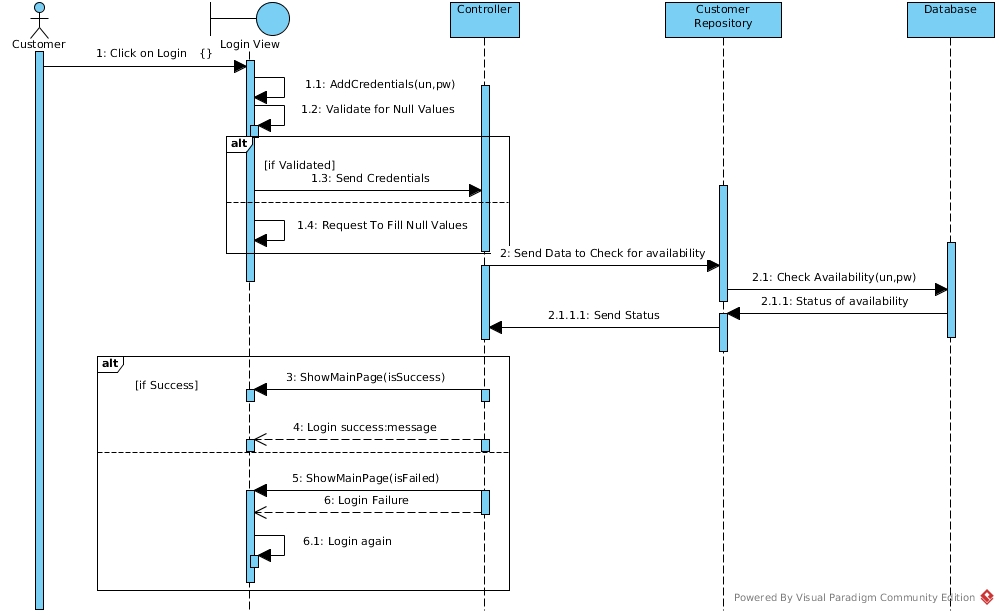 Customer
Login View
Controller
Customer
Repository
Database
1: Click on Login {}
1.1: AddCredentials(un,pw)
1.2: Validate for Null Values
alt
[if Validated]
1.3: Send Credentials
1.4: Request To Fill Null Values
2: Send Data to Check for availability
2.1: Check Availability(un,pw)
2.1.1: Status of availability
2.1.1.1: Send Status
alt
[if Success]
3: ShowMainPage(isSuccess)
4: Login success:message
5: ShowMainPage(isFailed)
6: Login Failure
6.1: Login again
Powered By Visual Paradigm Community Edition